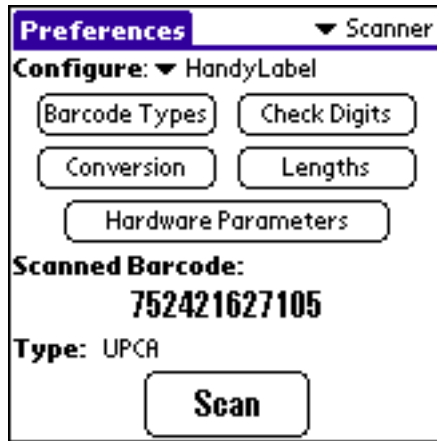 Preferences Scanner
Configure: HandyLabel
Barcode Types Check Digits
Conversion Lengths
Hardware Parameters
Scanned Barcode:
752421627105
Type: UPCA
Scan